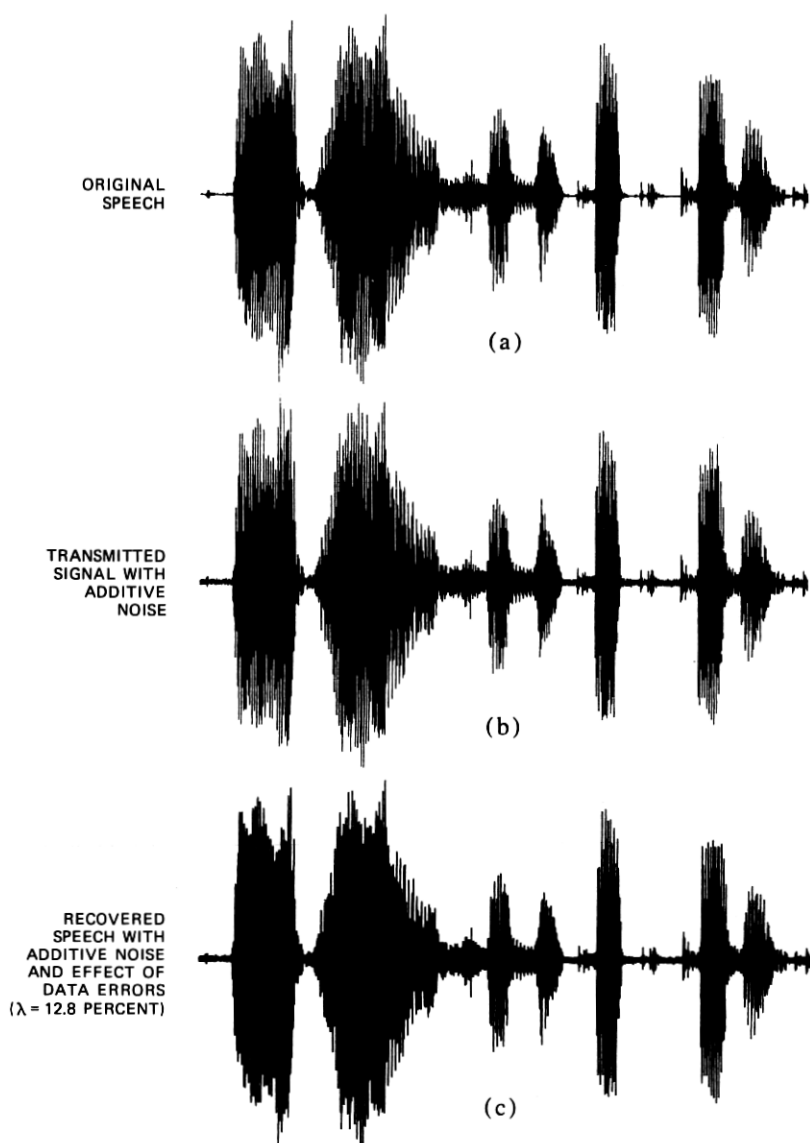 ORIGINAL
SPEECH
(a)
TRANSMITTED
SIGNAL WITH
ADDITIVE
NOISE
(b)
RECOVERED
SPEECH WITH
ADDITIVE NOISE
AND EFFECT OF
DATA ERRORS
(λ = 12.8 PERCENT)
(c)